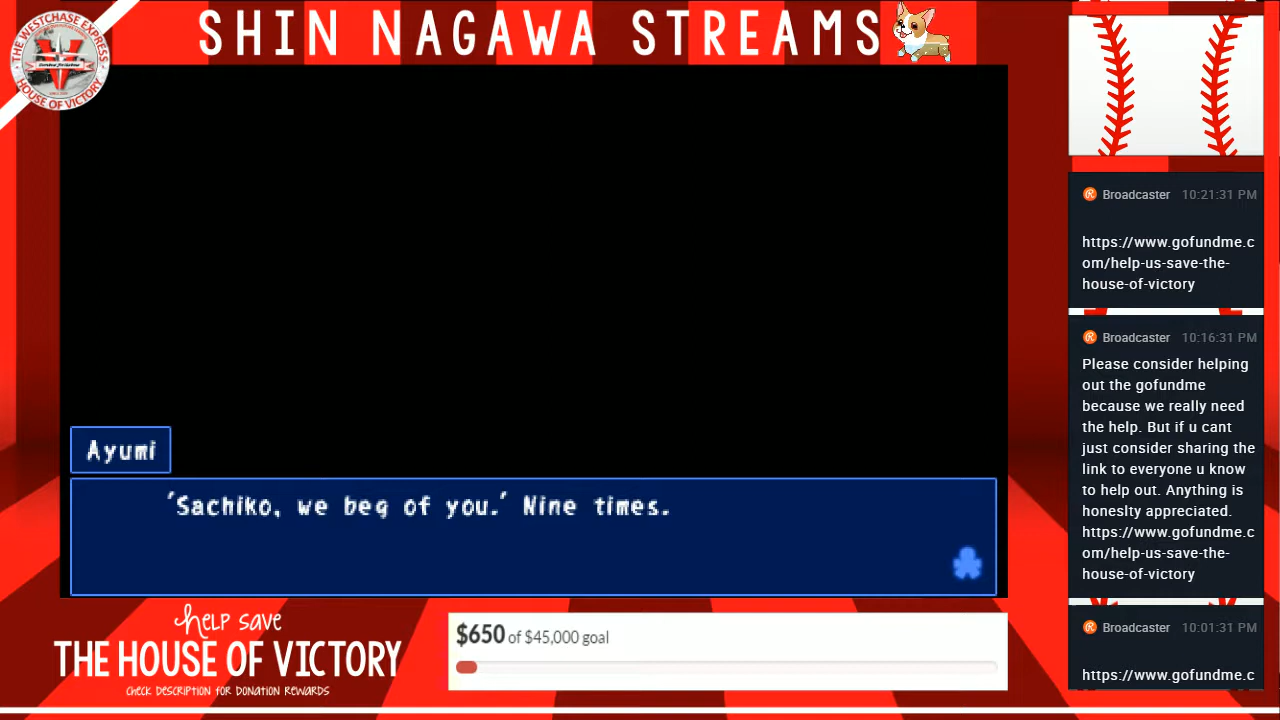 SHIN NAGAWA STREAMS
THE WESTCHASE EXPRESS
HOUSE OF VICTORY
Ayumi
'Sachiko, we beg of you.' Nine times.
Broadcaster 10:21:31 PM
https://www.gofundme.c
om/help-us-save-the-
house-of-victory
Broadcaster 10:16:31 PM
Please consider helping
out the gofundme
because we really need
the help. But if u cant
just consider sharing the
link to everyone u know
to help out. Anything is
honeslty appreciated.
https://www.gofundme.c
om/help-us-save-the-
house-of-victory
Broadcaster 10:01:31 PM
https://www.gofundme.c
help save
THE HOUSE OF VICTORY
check description for donation rewards
$650 of $45,000 goal